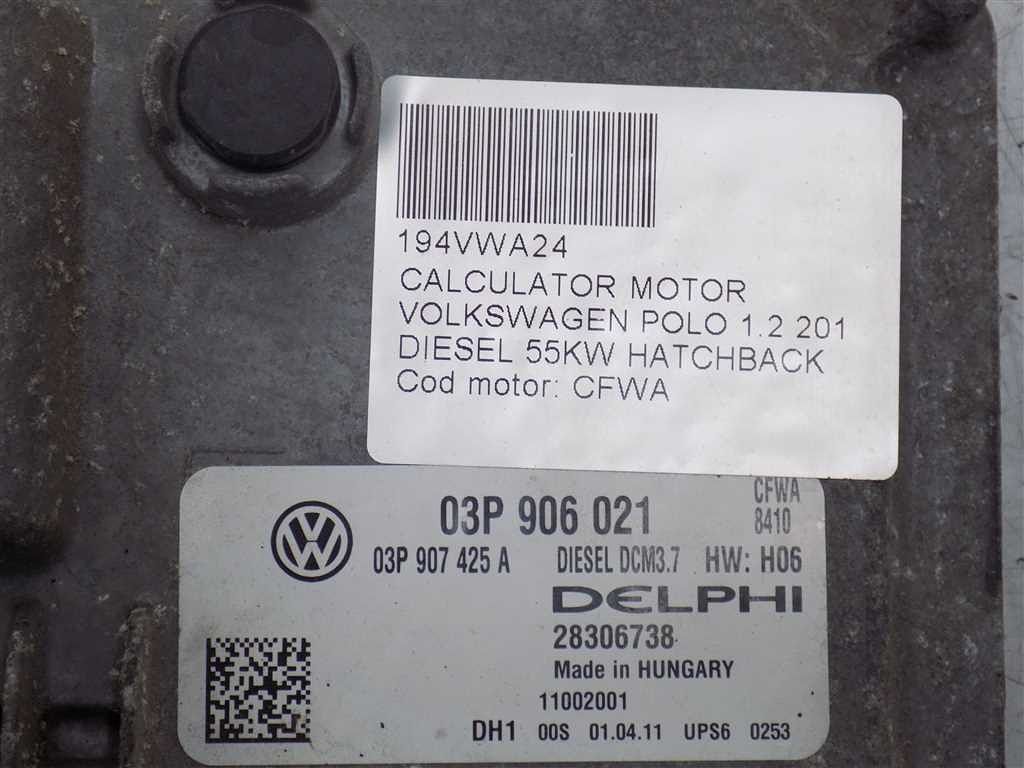 194VWA24
CALCULATOR MOTOR
VOLKSWAGEN POLO 1.2 201
DIESEL 55KW HATCHBACK
Cod motor: CFWA
03P 906 021
CFWA
8410
03P 907 425 A DIESEL DCM3.7 HW: H06
DELPHI
28306738
Made in HUNGARY
11002001
DH1 00S 01.04.11 UPS6 0253